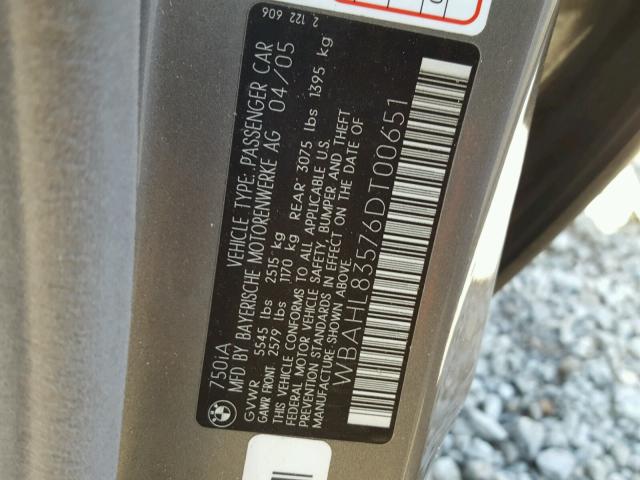 750iA VEHICLE TYPE: PASSENGER CAR
MFD BY BAYERISCHE MOTORENWERKE AG 04/05
GVWR 5545 lbs 2515 kg
GAWR FRONT 2579 lbs 1170 kg REAR 3075 lbs 1395 kg
THIS VEHICLE CONFORMS TO ALL APPLICABLE U.S.
FEDERAL MOTOR VEHICLE SAFETY, BUMPER AND THEFT
PREVENTION STANDARDS IN EFFECT ON THE DATE OF
MANUFACTURE SHOWN ABOVE.
WBAHL83576DT00651
2 122 606